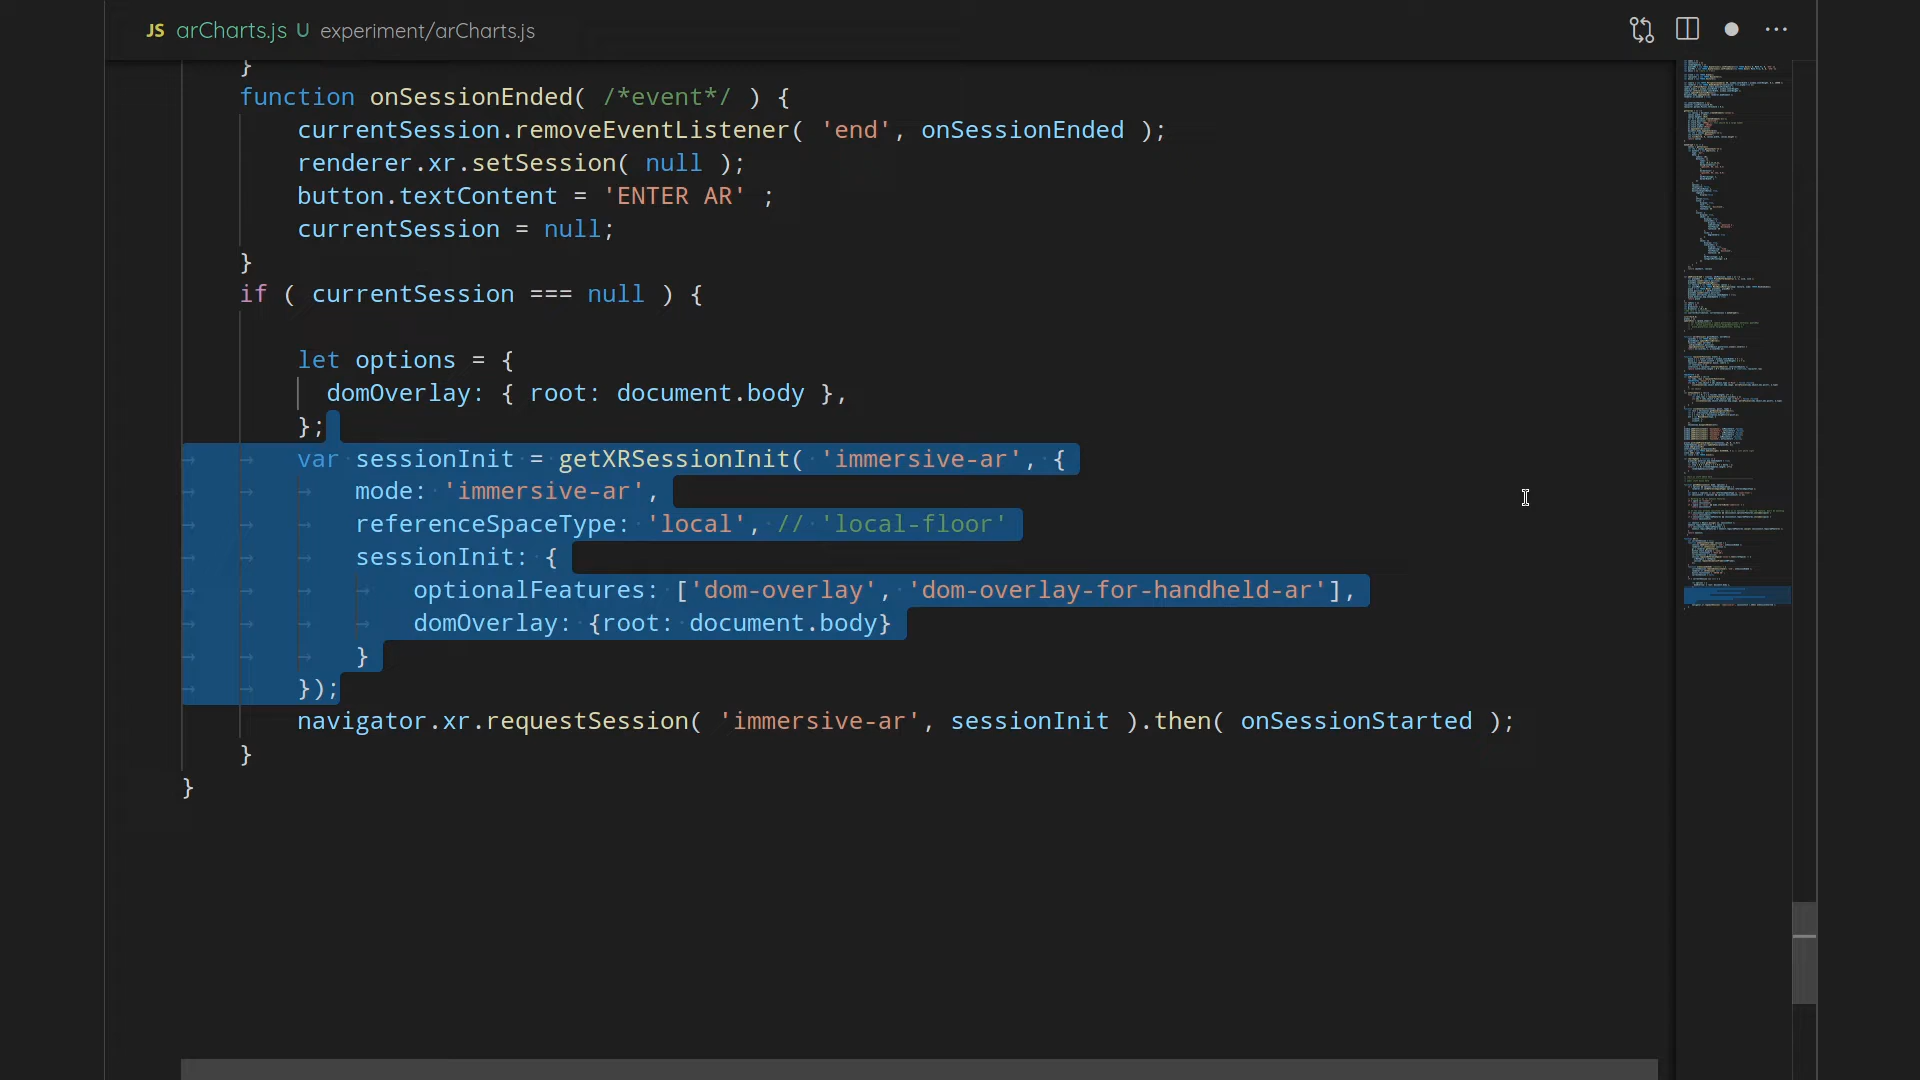 JS arCharts.js U experiment/arCharts.js
}
function onSessionEnded( /*event*/ ) {
currentSession.removeEventListener( 'end', onSessionEnded );
renderer.xr.setSession( null );
button.textContent = 'ENTER AR' ;
currentSession = null;
}
if ( currentSession === null ) {
let options = {
domOverlay: { root: document.body },
};
var sessionInit = getXRSessionInit( 'immersive-ar', {
mode: 'immersive-ar',
referenceSpaceType: 'local', // 'local-floor'
sessionInit: {
optionalFeatures: ['dom-overlay', 'dom-overlay-for-handheld-ar'],
domOverlay: {root: document.body}
}
});
navigator.xr.requestSession( 'immersive-ar', sessionInit ).then( onSessionStarted );
}
}